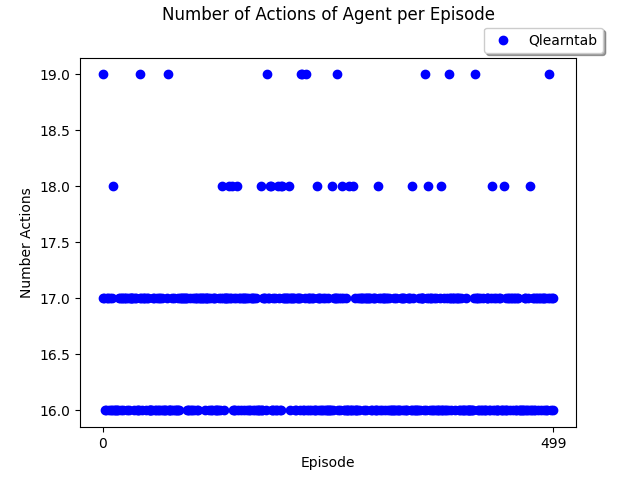 Number of Actions of Agent per Episode
Qlearntab
19.0
18.5
18.0
17.5
17.0
16.5
16.0
Number Actions
0
499
Episode